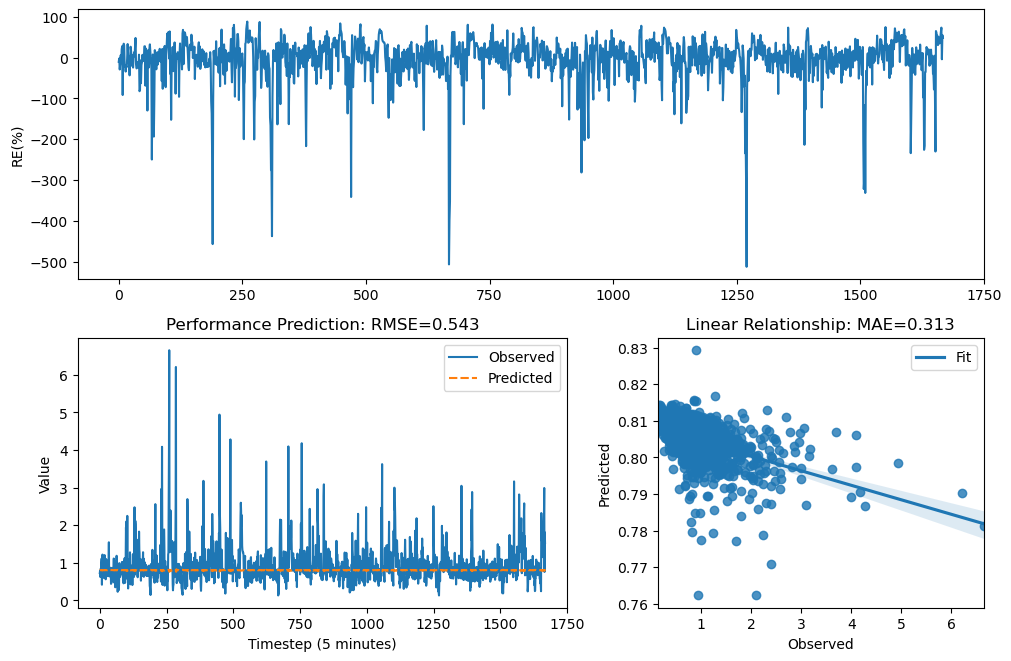 100
0
−100
−200
−300
−400
−500
RE(%)
0 250 500 750 1000 1250 1500 1750
Performance Prediction: RMSE=0.543
Observed
Predicted
6
5
4
3
2
1
0
Value
0 250 500 750 1000 1250 1500 1750
Timestep (5 minutes)
Linear Relationship: MAE=0.313
Fit
0.83
0.82
0.81
0.80
0.79
0.78
0.77
0.76
Predicted
1 2 3 4 5 6
Observed